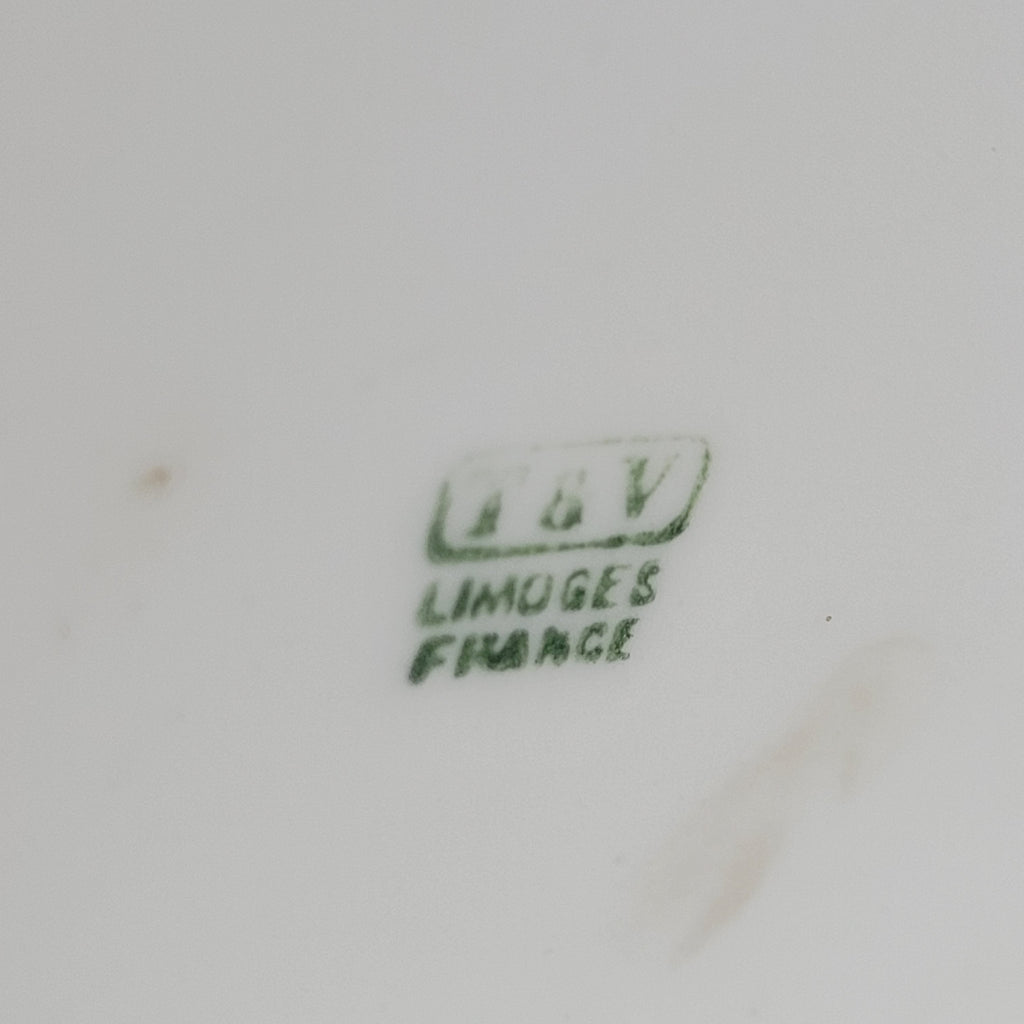 T & V
LIMOGES
FRANCE